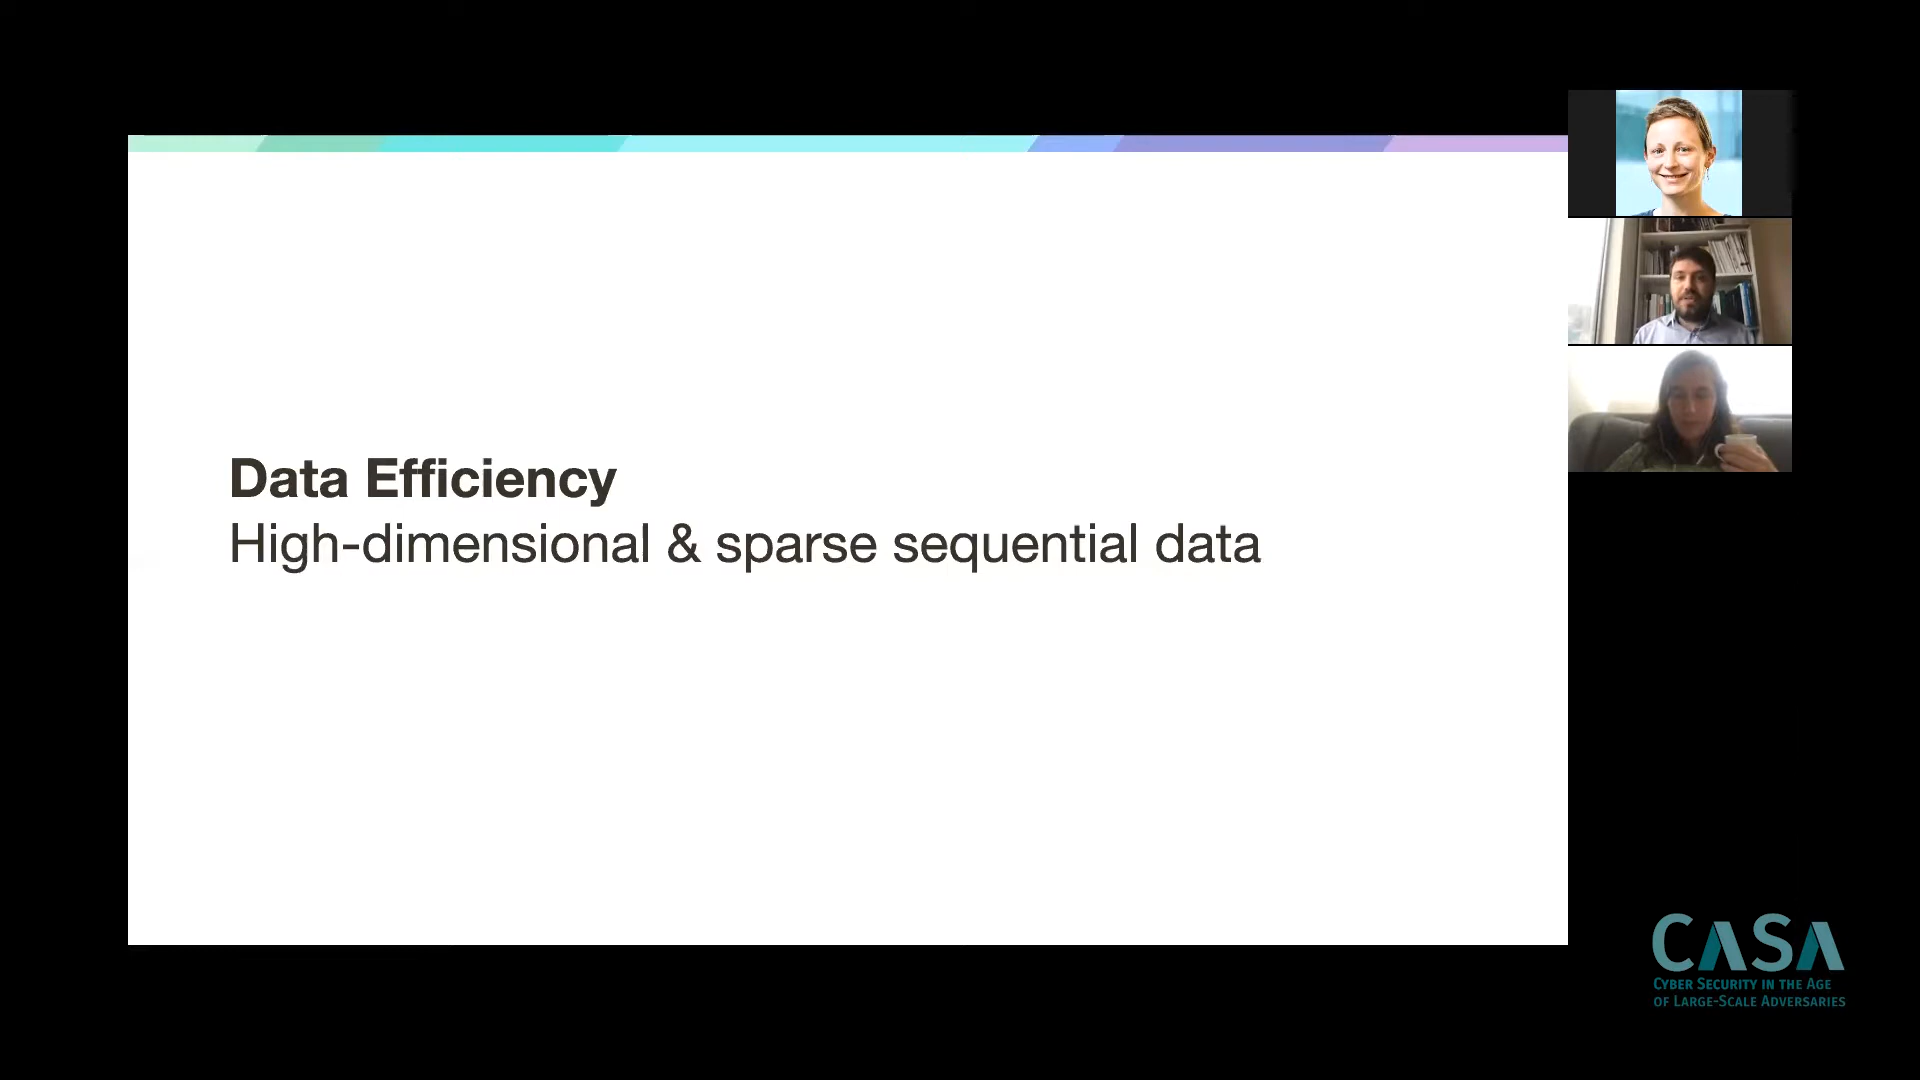 Data Efficiency
High-dimensional & sparse sequential data
CASA
CYBER SECURITY IN THE AGE
OF LARGE-SCALE ADVERSARIES